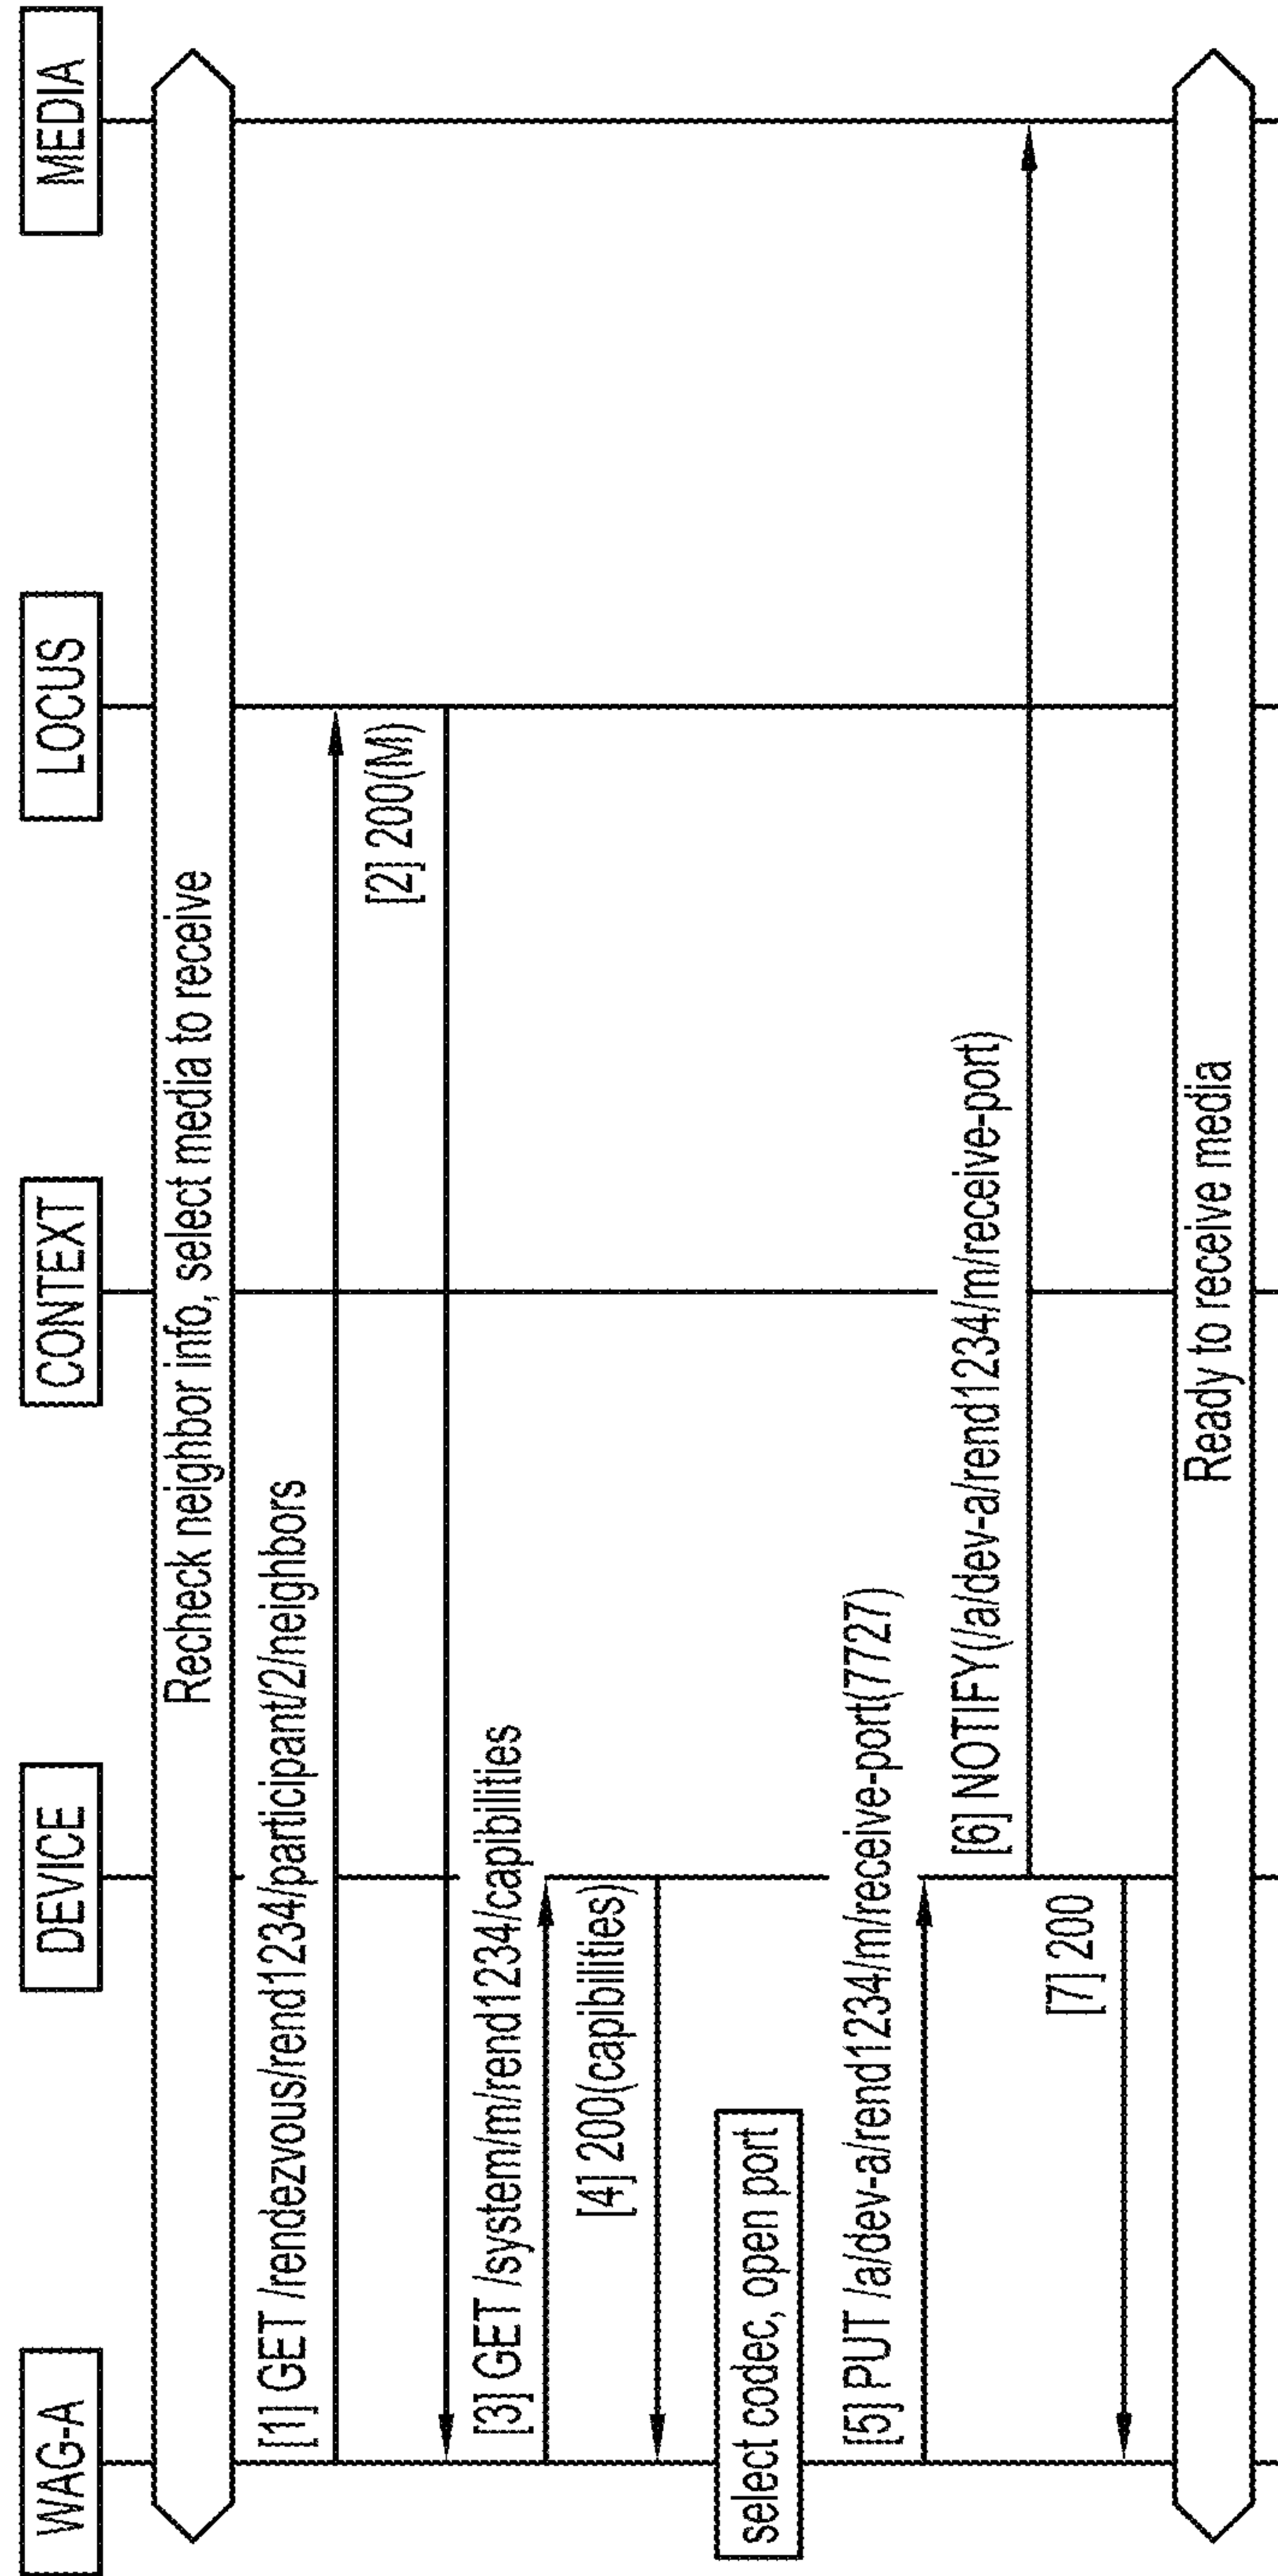 WAG-A
DEVICE
CONTEXT
LOCUS
MEDIA
Recheck neighbor info, select media to receive
[1] GET /rendezvous/rend1234/participant/2/neighbors
[2] 200(M)
[3] GET /system/m/rend1234/capibilities
[4] 200(capibilities)
select codec, open port
[5] PUT /a/dev-a/rend1234/m/receive-port(7727)
[6] NOTIFY(/a/dev-a/rend1234/m/receive-port)
[7] 200
Ready to receive media